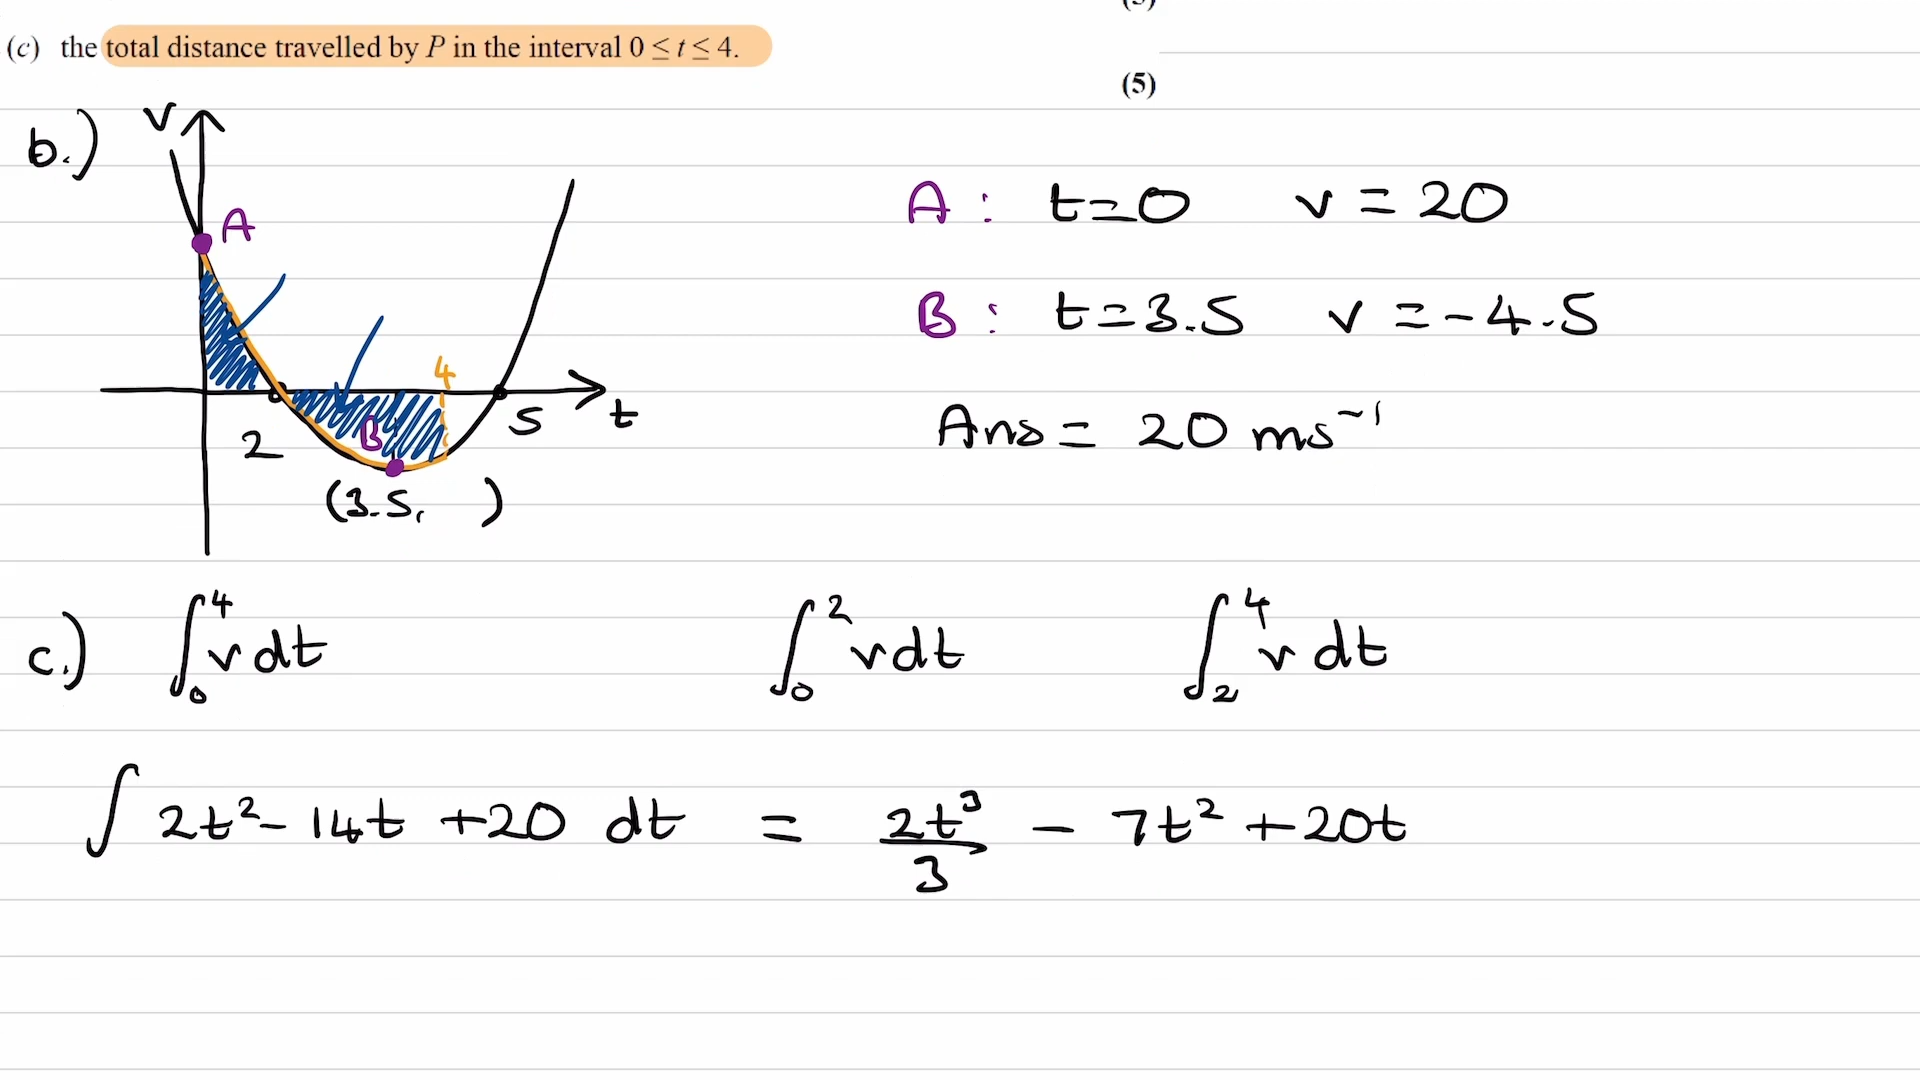 (c) the total distance travelled by P in the interval 0 ≤ t ≤ 4.
(5)
b.)
v
A
4
B
2
5
t
(3.5, )
A: t=0 v = 20
B: t=3.5 v = -4.5
Ans = 20 ms⁻¹
c.) ∫₀⁴ v dt ∫₀² v dt ∫₂⁴ v dt
∫ 2t² - 14t + 20 dt = 2t³/3 - 7t² + 20t